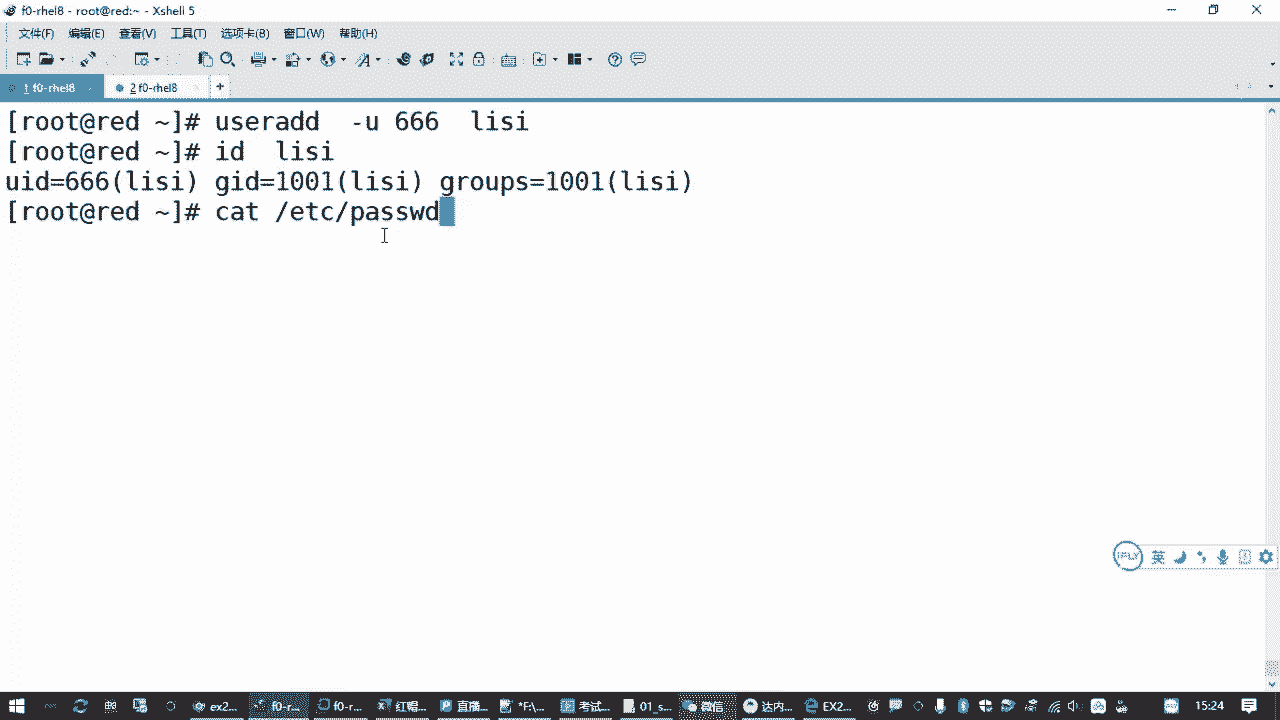 f0-rhel8 - root@red:~ - Xshell 5
文件(F) 编辑(E) 查看(V) 工具(T) 选项卡(B) 窗口(W) 帮助(H)
1 f0-rhel8 2 f0-rhel8 +
[root@red ~]# useradd -u 666 lisi
[root@red ~]# id lisi
uid=666(lisi) gid=1001(lisi) groups=1001(lisi)
[root@red ~]# cat /etc/passwd
iFLY 英
ex2... f0-r... f0-r... 红帽... 直播... *F:\... 考试... 01_s... 微信 达内... EX2... 15:24